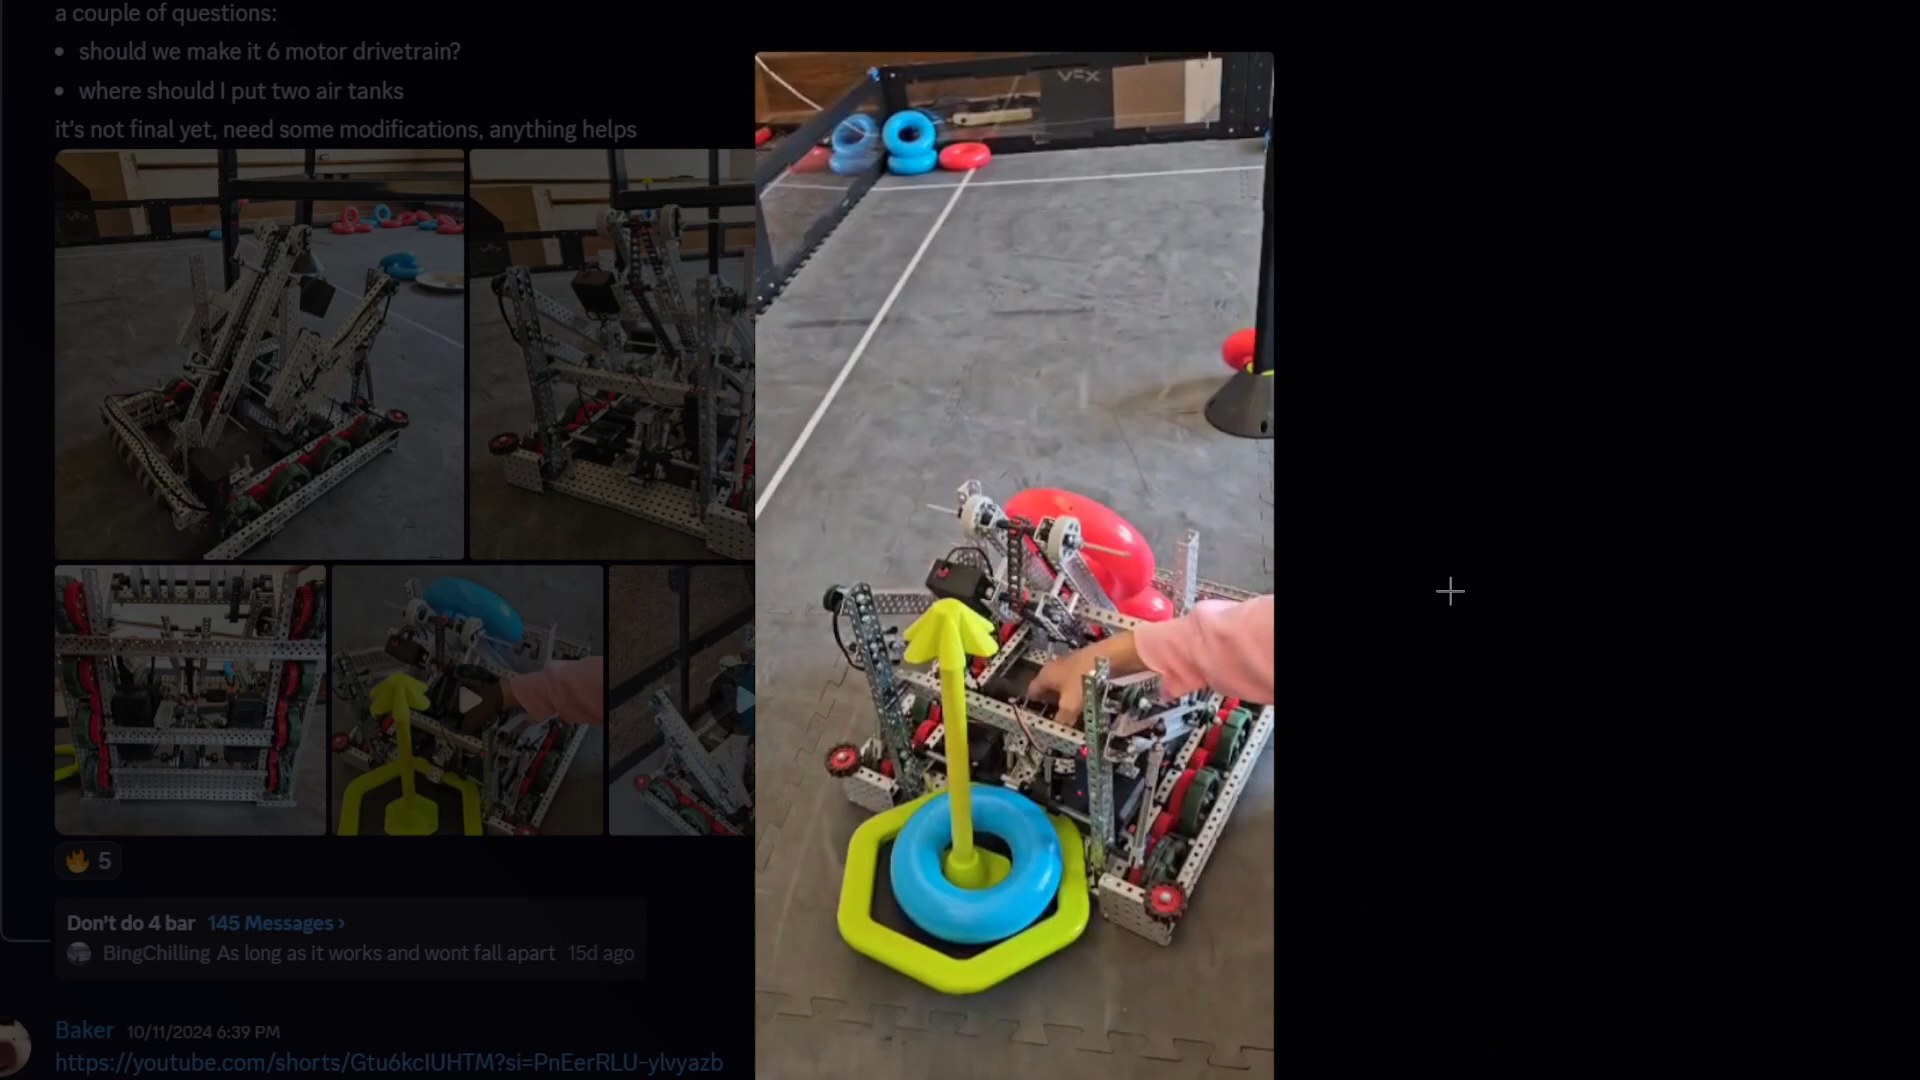 a couple of questions:
• should we make it 6 motor drivetrain?
• where should I put two air tanks
it's not final yet, need some modifications, anything helps
VEX
🔥 5
Don't do 4 bar 145 Messages ›
BingChilling As long as it works and wont fall apart 15d ago
Baker 10/11/2024 6:39 PM
https://youtube.com/shorts/Gtu6kcIUHTM?si=PnEerRLU-ylvyazb